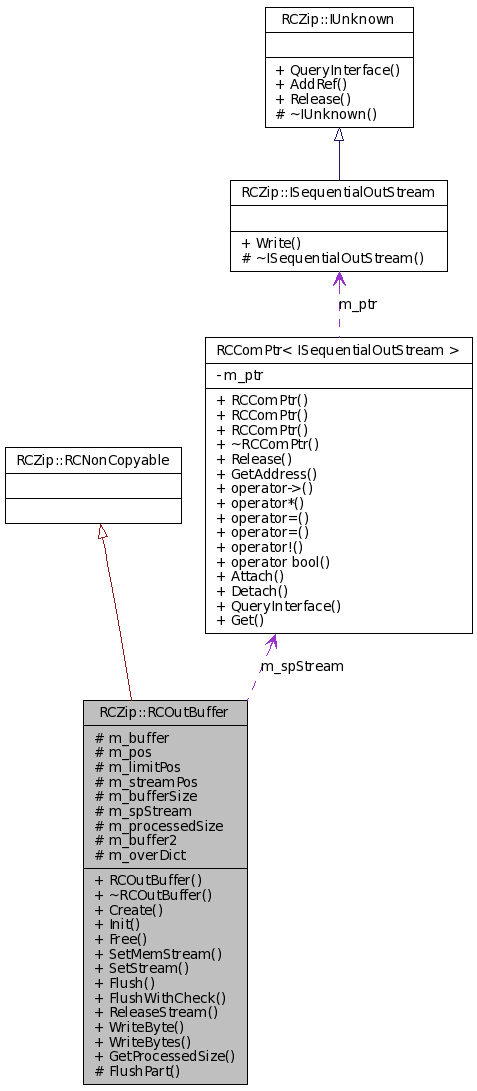 RCZip::IUnknown
+ QueryInterface()
+ AddRef()
+ Release()
# ~IUnknown()
RCZip::ISequentialOutStream
+ Write()
# ~ISequentialOutStream()
m_ptr
RCComPtr< ISequentialOutStream >
- m_ptr
+ RCComPtr()
+ RCComPtr()
+ RCComPtr()
+ ~RCComPtr()
+ Release()
+ GetAddress()
+ operator->()
+ operator*()
+ operator=()
+ operator=()
+ operator!()
+ operator bool()
+ Attach()
+ Detach()
+ QueryInterface()
+ Get()
RCZip::RCNonCopyable
m_spStream
RCZip::RCOutBuffer
# m_buffer
# m_pos
# m_limitPos
# m_streamPos
# m_bufferSize
# m_spStream
# m_processedSize
# m_buffer2
# m_overDict
+ RCOutBuffer()
+ ~RCOutBuffer()
+ Create()
+ Init()
+ Free()
+ SetMemStream()
+ SetStream()
+ Flush()
+ FlushWithCheck()
+ ReleaseStream()
+ WriteByte()
+ WriteBytes()
+ GetProcessedSize()
# FlushPart()